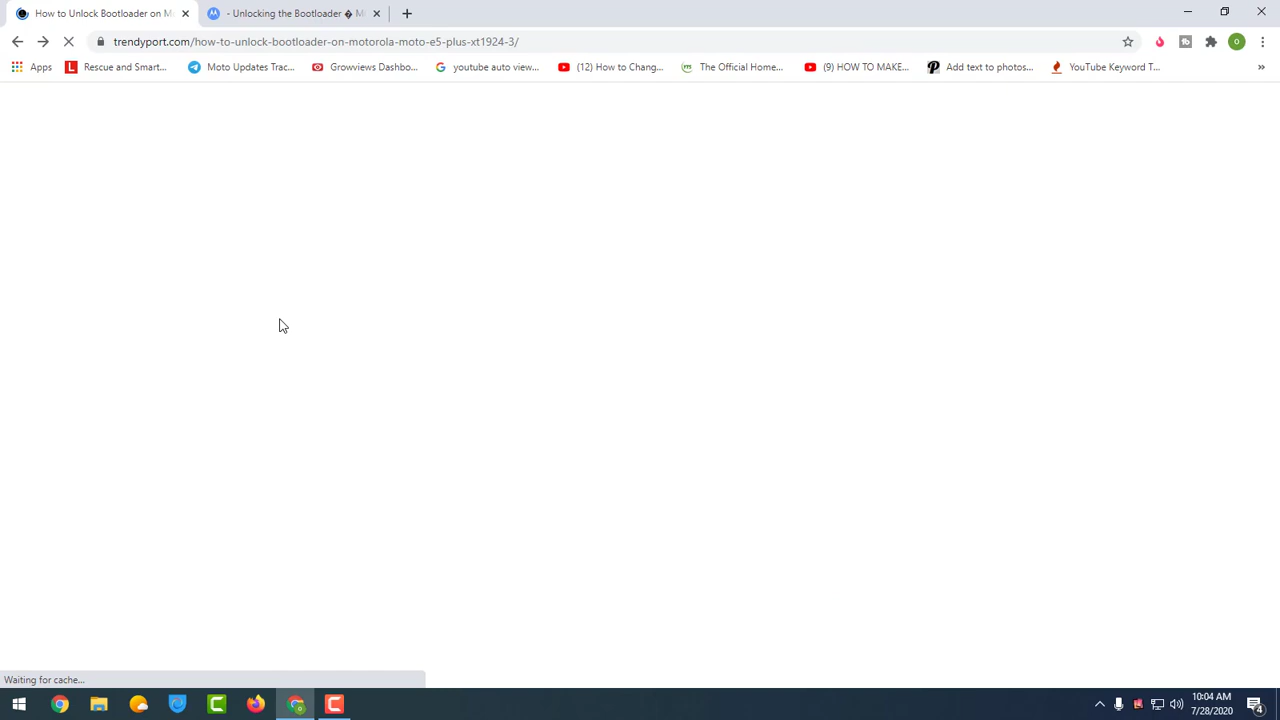 How to Unlock Bootloader on Mo
- Unlocking the Bootloader � M
trendyport.com/how-to-unlock-bootloader-on-motorola-moto-e5-plus-xt1924-3/
Apps
Rescue and Smart...
Moto Updates Trac...
Growviews Dashbo...
youtube auto view...
(12) How to Chang...
The Official Home...
(9) HOW TO MAKE...
Add text to photos...
YouTube Keyword T...
»
Waiting for cache...
10:04 AM
7/28/2020
4